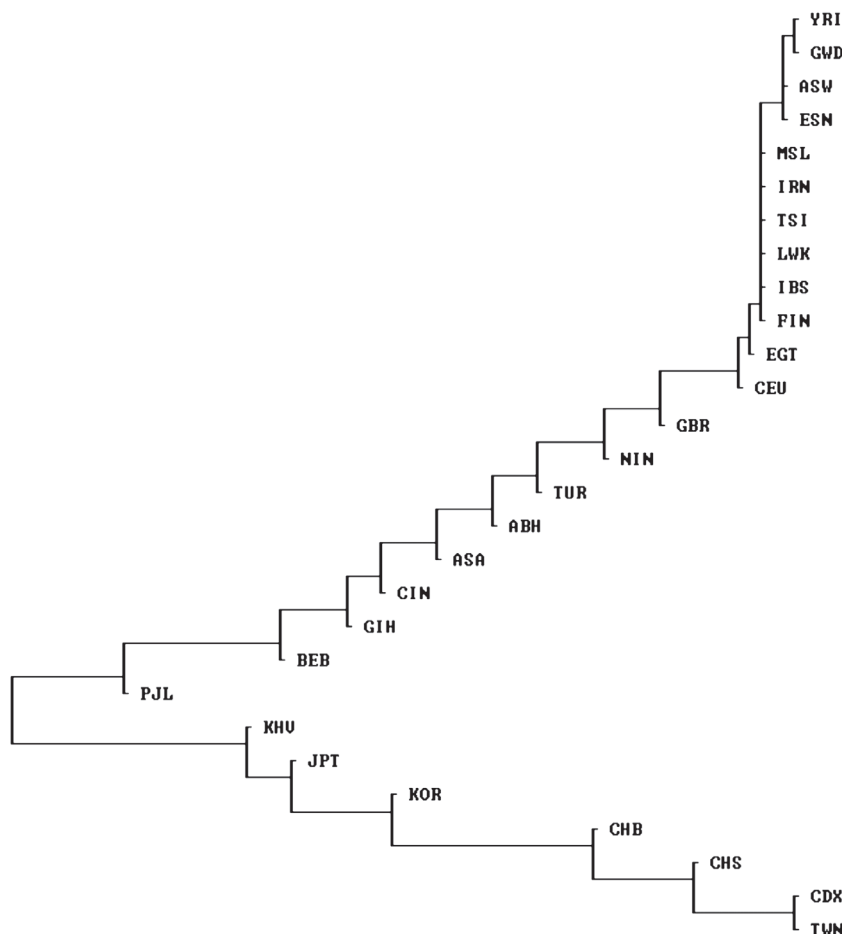 YRI
GWD
ASW
ESN
MSL
IRN
TSI
LWK
IBS
FIN
EGT
CEU
GBR
NIN
TUR
ABH
ASA
CIN
GIH
BEB
PJL
KHV
JPT
KOR
CHB
CHS
CDX
TWN